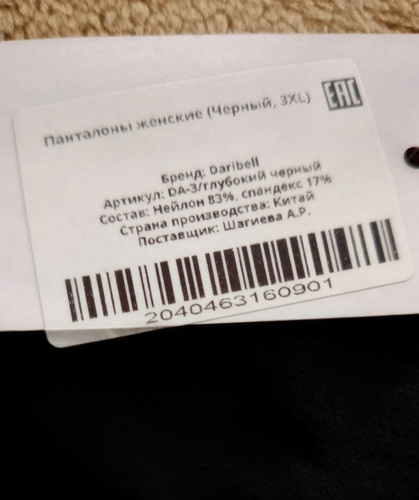 Панталоны женские (Черный, 3XL)
EAC
Бренд: Daribell
Артикул: DA-3/глубокий черный
Состав: Нейлон 83%, спандекс 17%
Страна производства: Китай
Поставщик: Шагиева А.Р.
2040463160901